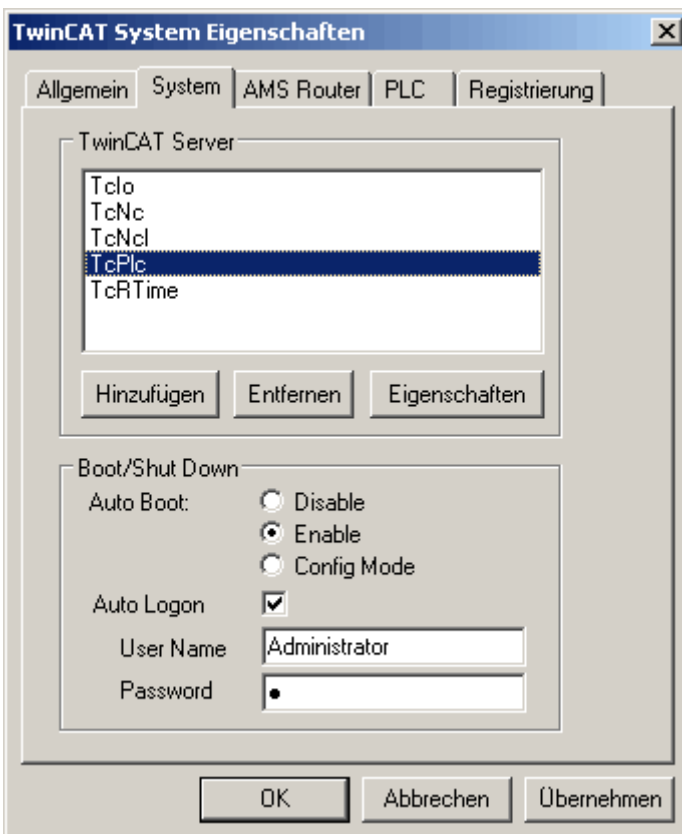 TwinCAT System Eigenschaften
Allgemein System AMS Router PLC Registrierung
TwinCAT Server
TcIo
TcNc
TcNcI
TcPlc
TcRTime
Hinzufügen Entfernen Eigenschaften
Boot/Shut Down
Auto Boot: Disable
Enable
Config Mode
Auto Logon
User Name Administrator
Password ●
OK Abbrechen Übernehmen